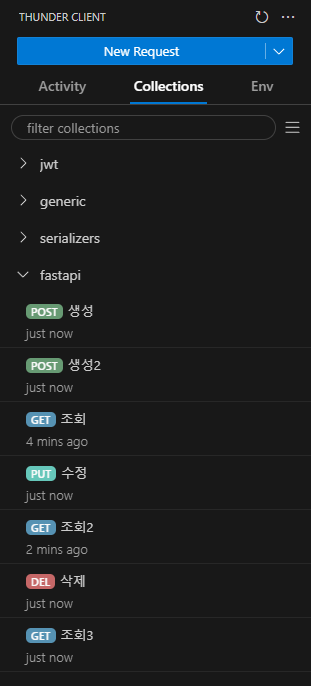 THUNDER CLIENT
New Request
Activity Collections Env
filter collections
jwt
generic
serializers
fastapi
POST 생성
just now
POST 생성2
just now
GET 조회
4 mins ago
PUT 수정
just now
GET 조회2
2 mins ago
DEL 삭제
just now
GET 조회3
just now